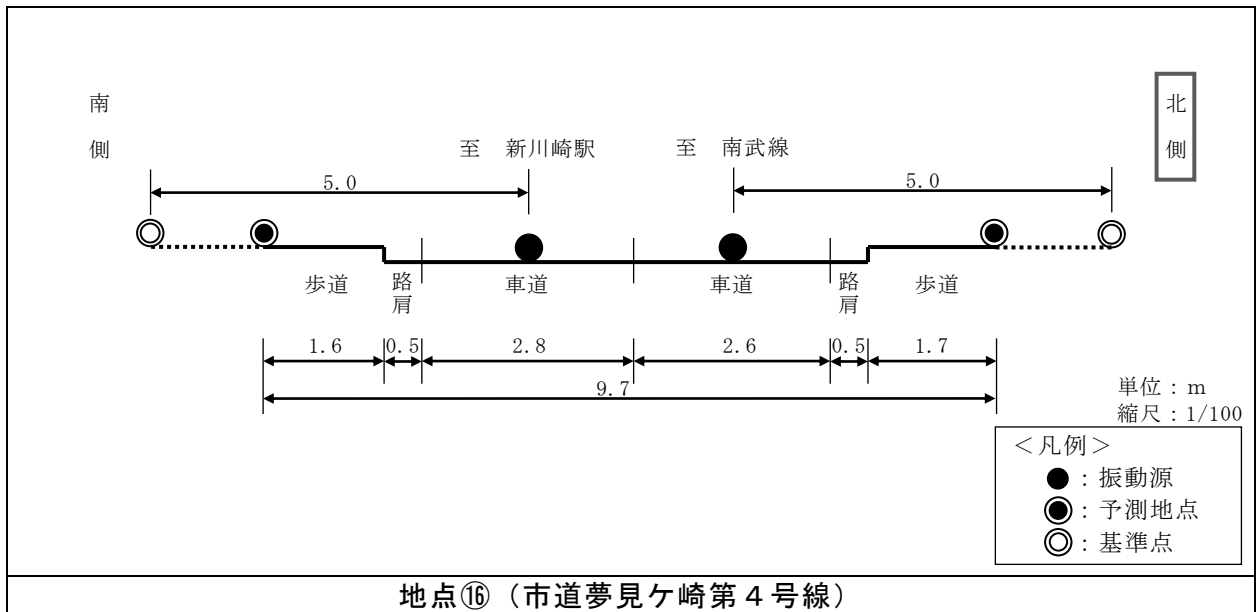 南側
北側
至 新川崎駅
至 南武線
5.0
5.0
歩道
路肩
車道
車道
路肩
歩道
1.6
0.5
2.8
2.6
0.5
1.7
9.7
単位：m
縮尺：1/100
＜凡例＞
●：振動源
◉：予測地点
◎：基準点
地点⑯（市道夢見ケ崎第４号線）